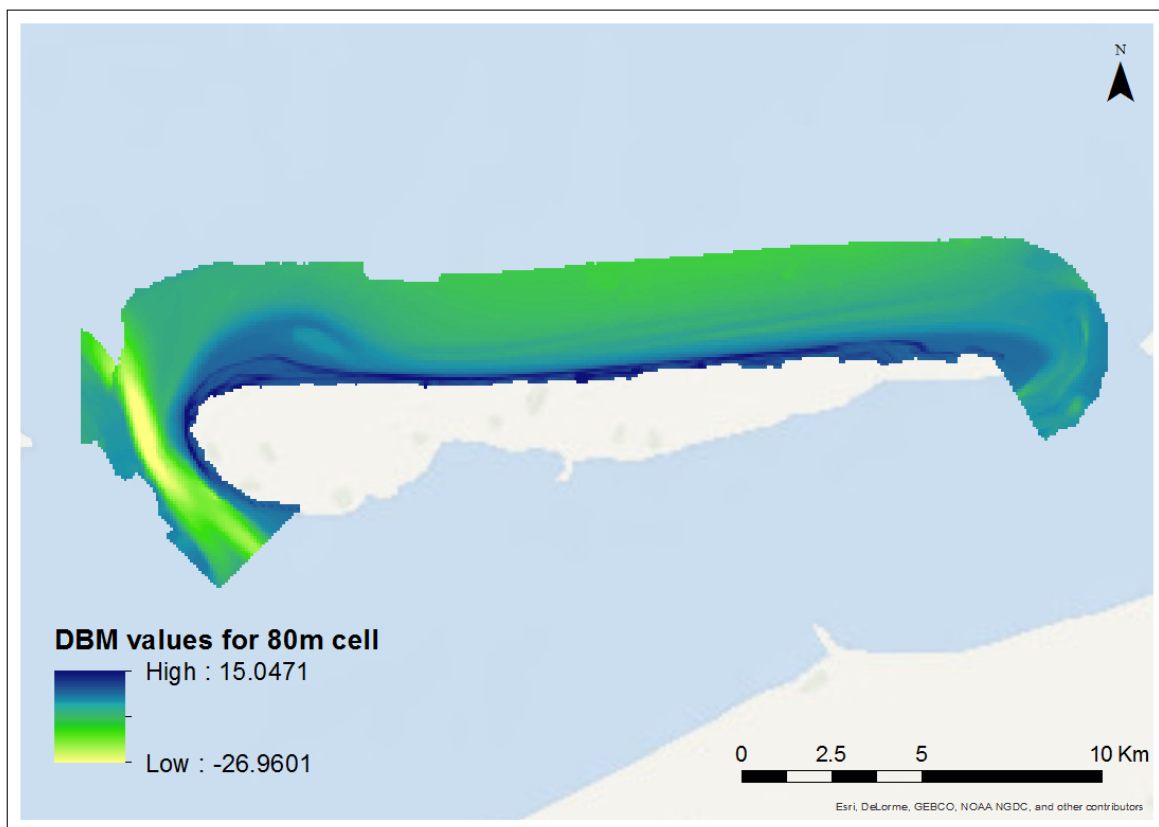 N
DBM values for 80m cell
High : 15.0471
Low : -26.9601
0 2.5 5 10 Km
Esri, DeLorme, GEBCO, NOAA NGDC, and other contributors